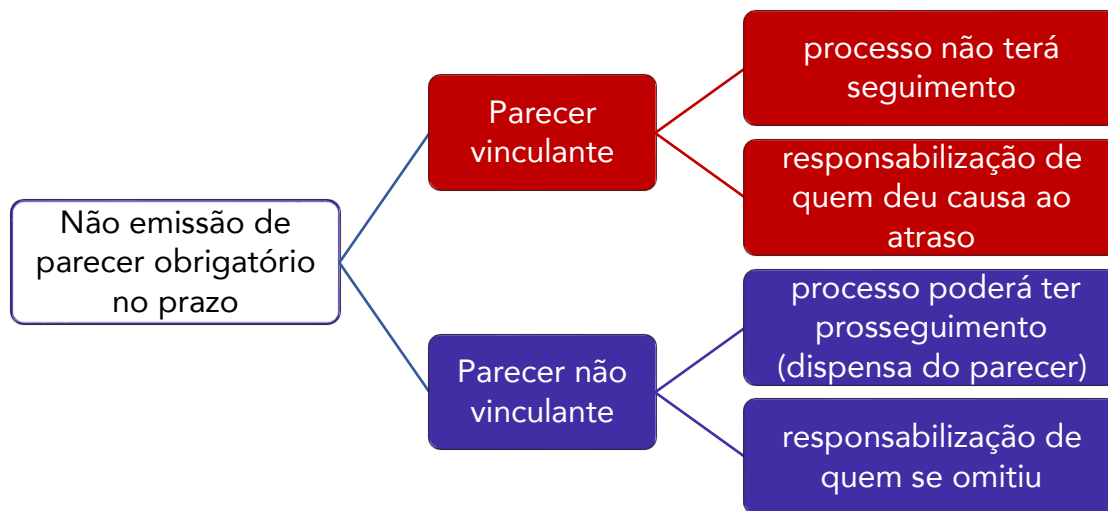 Não emissão de
parecer obrigatório
no prazo
Parecer
vinculante
processo não terá
seguimento
responsabilização de
quem deu causa ao
atraso
Parecer não
vinculante
processo poderá ter
prosseguimento
(dispensa do parecer)
responsabilização de
quem se omitiu